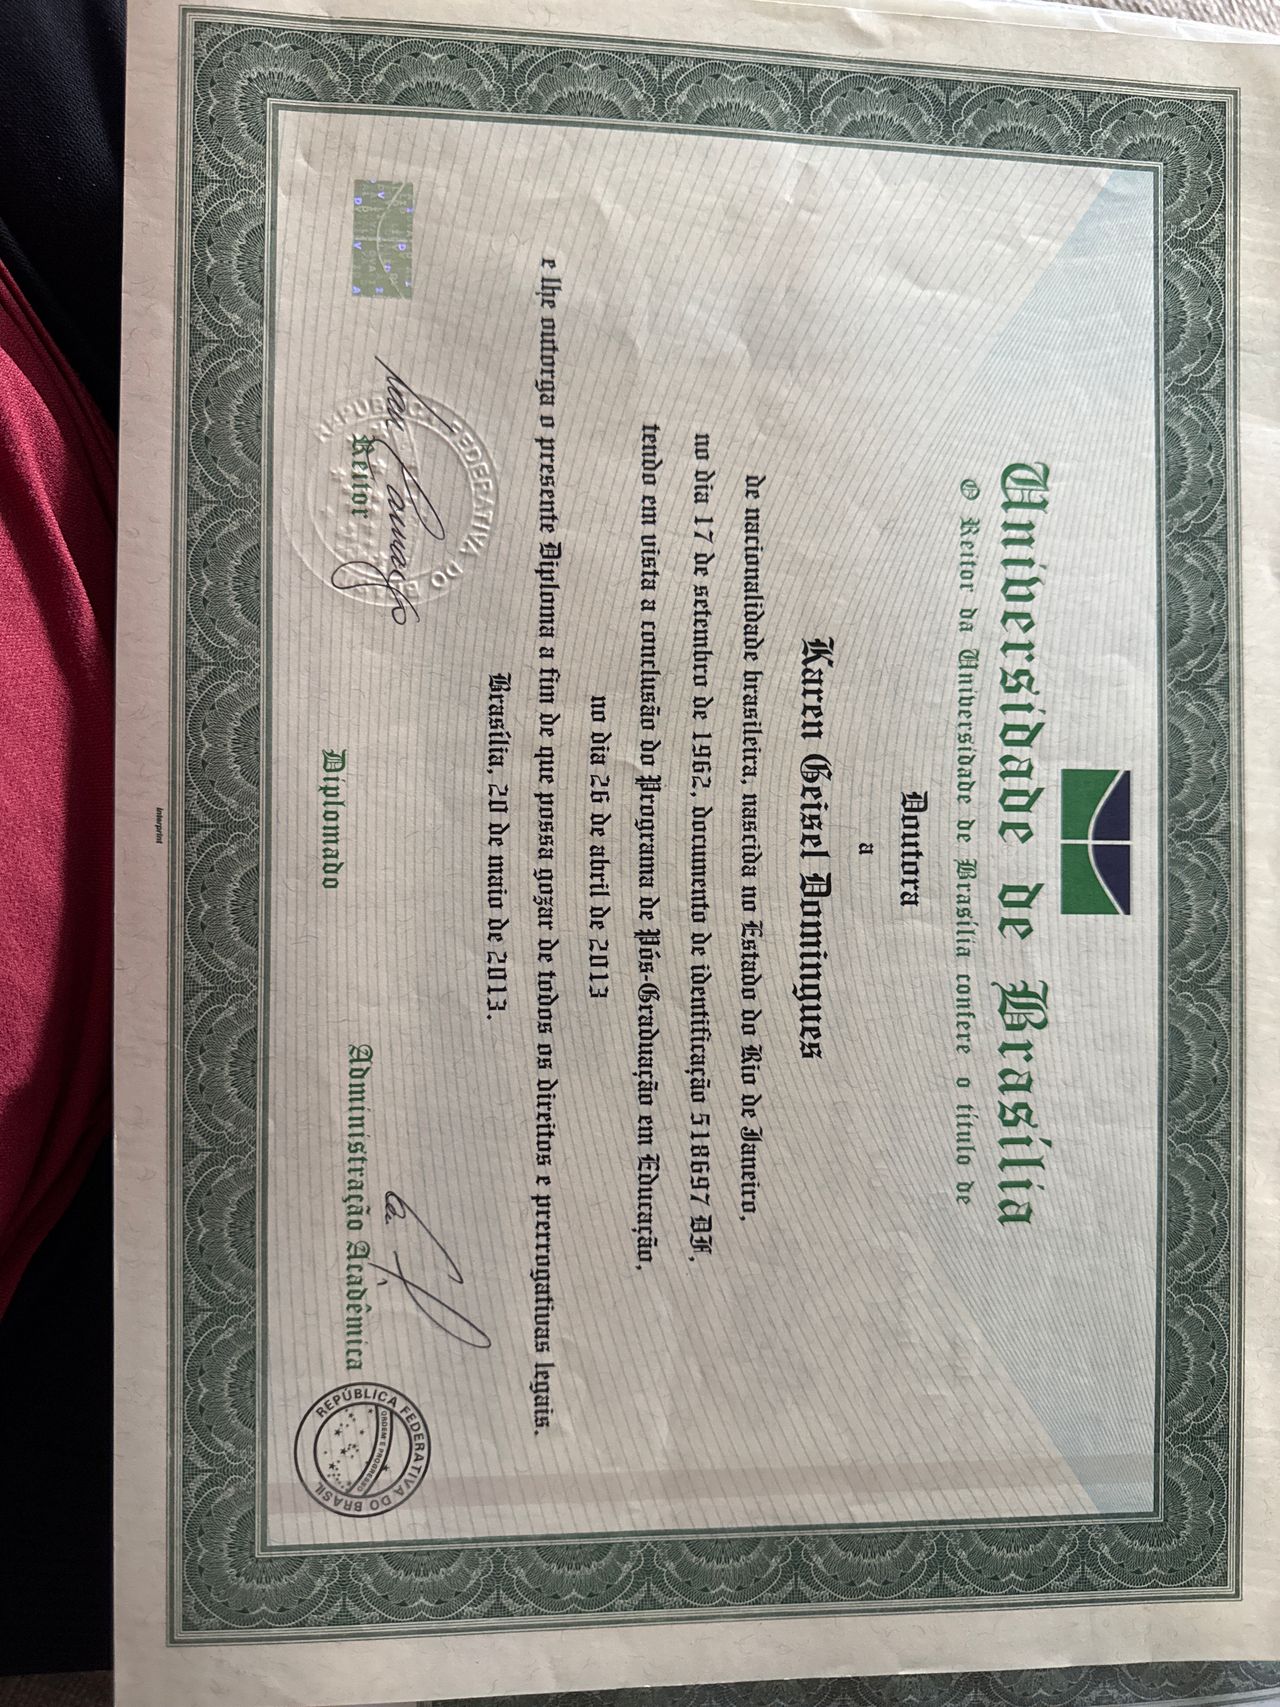 Universidade de Brasília
O Reitor da Universidade de Brasília confere o título de
Doutora
a
Karen Geisel Domingues
de nacionalidade brasileira, nascida no Estado do Rio de Janeiro,
no dia 17 de setembro de 1962, documento de identificação 518697 DF,
tendo em vista a conclusão do Programa de Pós-Graduação em Educação,
no dia 26 de abril de 2013
e lhe outorga o presente Diploma a fim de que possa gozar de todos os direitos e prerrogativas legais.
Brasília, 20 de maio de 2013.
REPÚBLICA FEDERATIVA DO
Reitor
Diplomado
Administração Acadêmica
REPÚBLICA FEDERATIVA DO BRASIL
ORDEM E PROGRESSO
Interprint